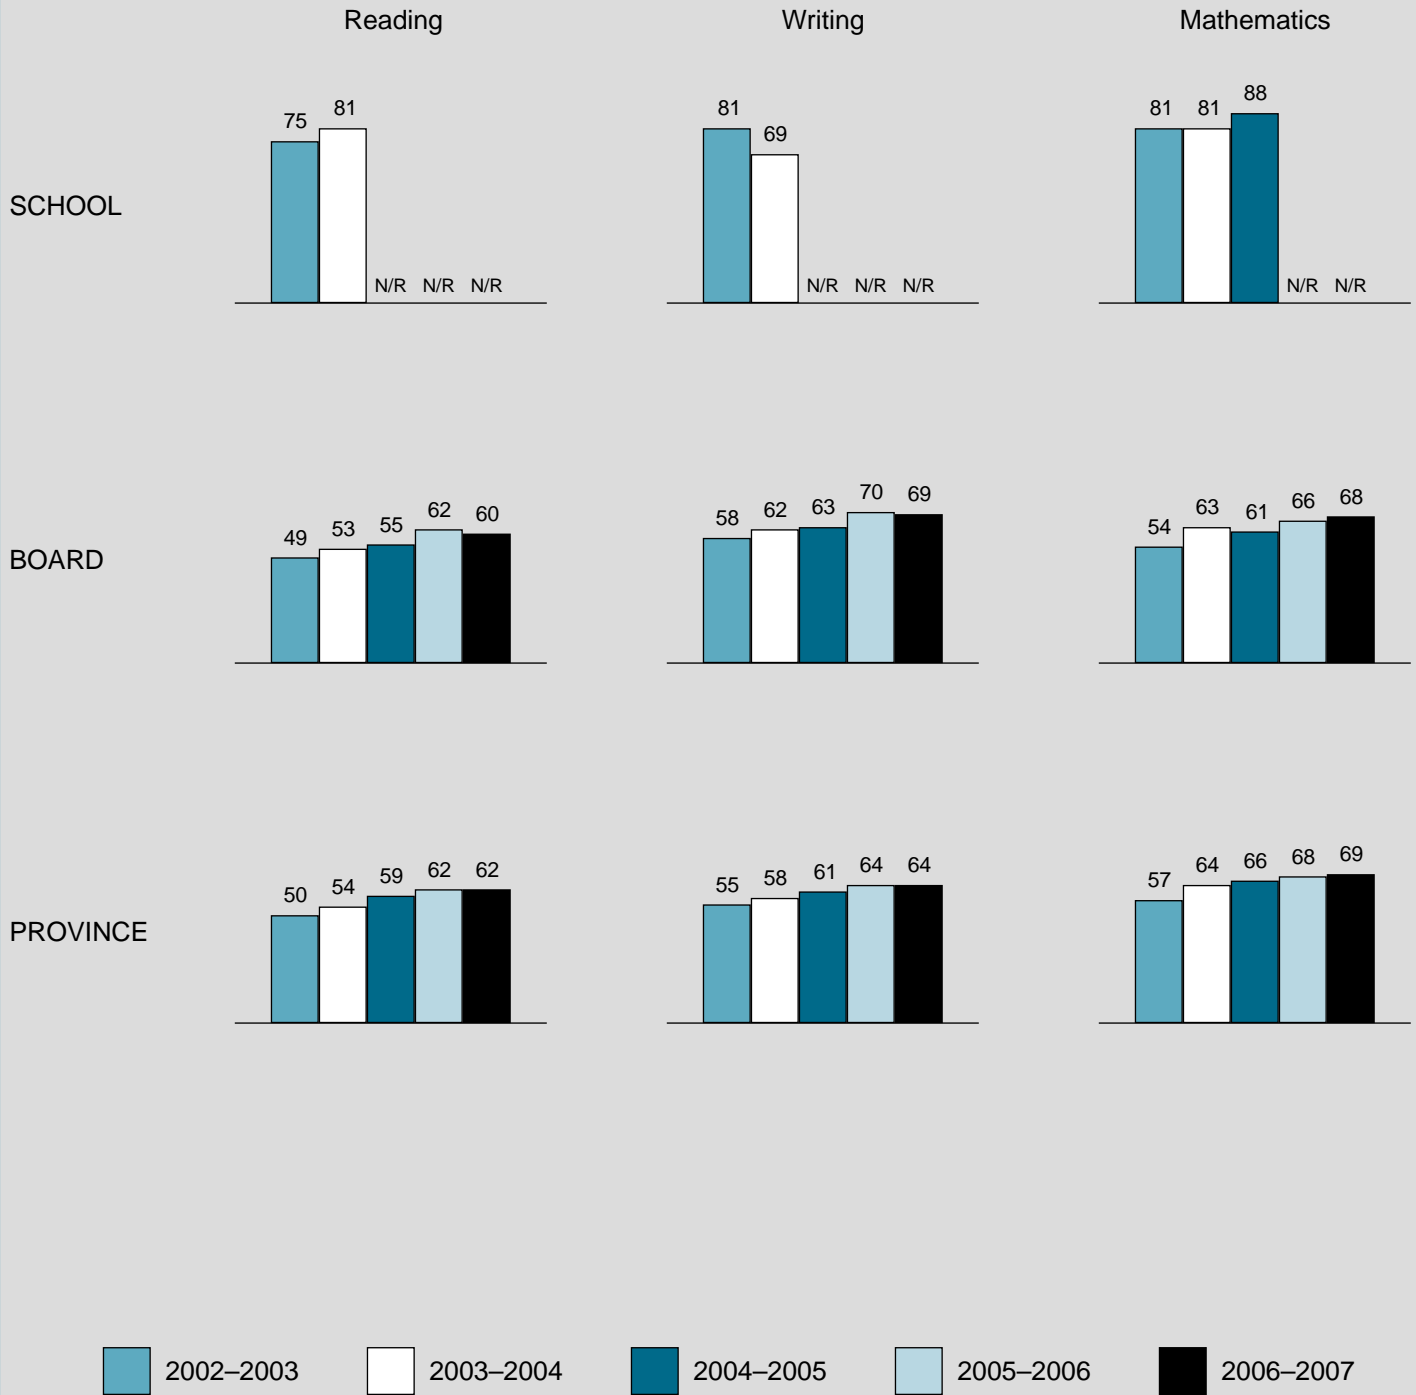 Reading Writing Mathematics
SCHOOL
75 81 N/R N/R N/R
81 69 N/R N/R N/R
81 81 88 N/R N/R
BOARD
49 53 55 62 60
58 62 63 70 69
54 63 61 66 68
PROVINCE
50 54 59 62 62
55 58 61 64 64
57 64 66 68 69
2002–2003 2003–2004 2004–2005 2005–2006 2006–2007